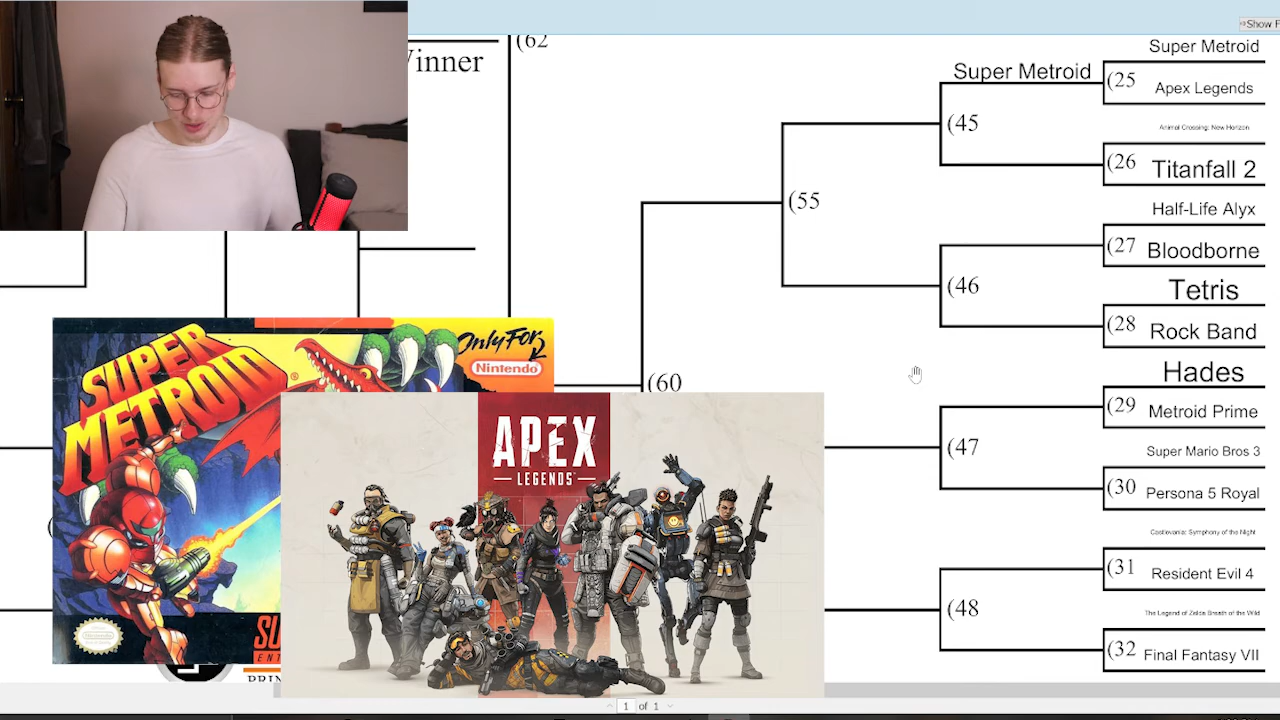 Show F
(62
Winner
Super Metroid
Super Metroid
(25
Apex Legends
(45
Animal Crossing: New Horizon
(26
Titanfall 2
(55
Half-Life Alyx
(27
Bloodborne
(46
Tetris
(28
Rock Band
(60
Hades
(29
Metroid Prime
(47
Super Mario Bros 3
(30
Persona 5 Royal
Castlevania: Symphony of the Night
(31
Resident Evil 4
(48
The Legend of Zelda Breath of the Wild
(32
Final Fantasy VII
SUPER
METROID
Only For
Nintendo
APEX
LEGENDS
1 of 1